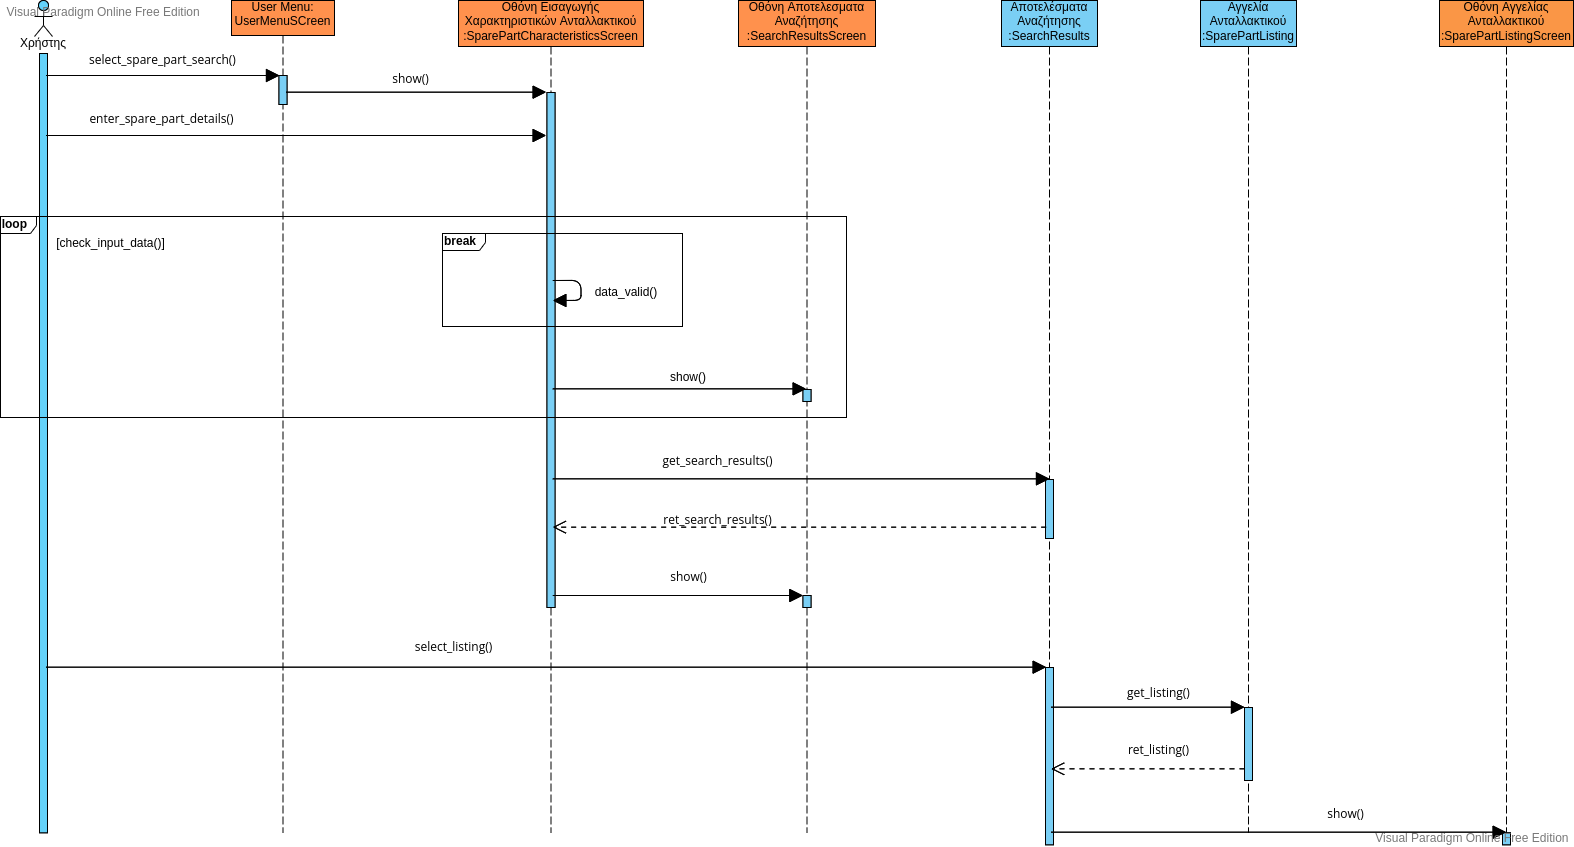 Visual Paradigm Online Free Edition
Χρήστης
User Menu:
UserMenuSCreen
Οθόνη Εισαγωγής
Χαρακτηριστικών Ανταλλακτικού
:SparePartCharacteristicsScreen
Οθόνη Αποτελεσματα
Αναζήτησης
:SearchResultsScreen
Αποτελέσματα
Αναζήτησης
:SearchResults
Αγγελία
Ανταλλακτικού
:SparePartListing
Οθόνη Αγγελίας
Ανταλλακτικού
:SparePartListingScreen
select_spare_part_search()
show()
enter_spare_part_details()
loop
[check_input_data()]
break
data_valid()
show()
get_search_results()
ret_search_results()
show()
select_listing()
get_listing()
ret_listing()
show()
Visual Paradigm Online Free Edition